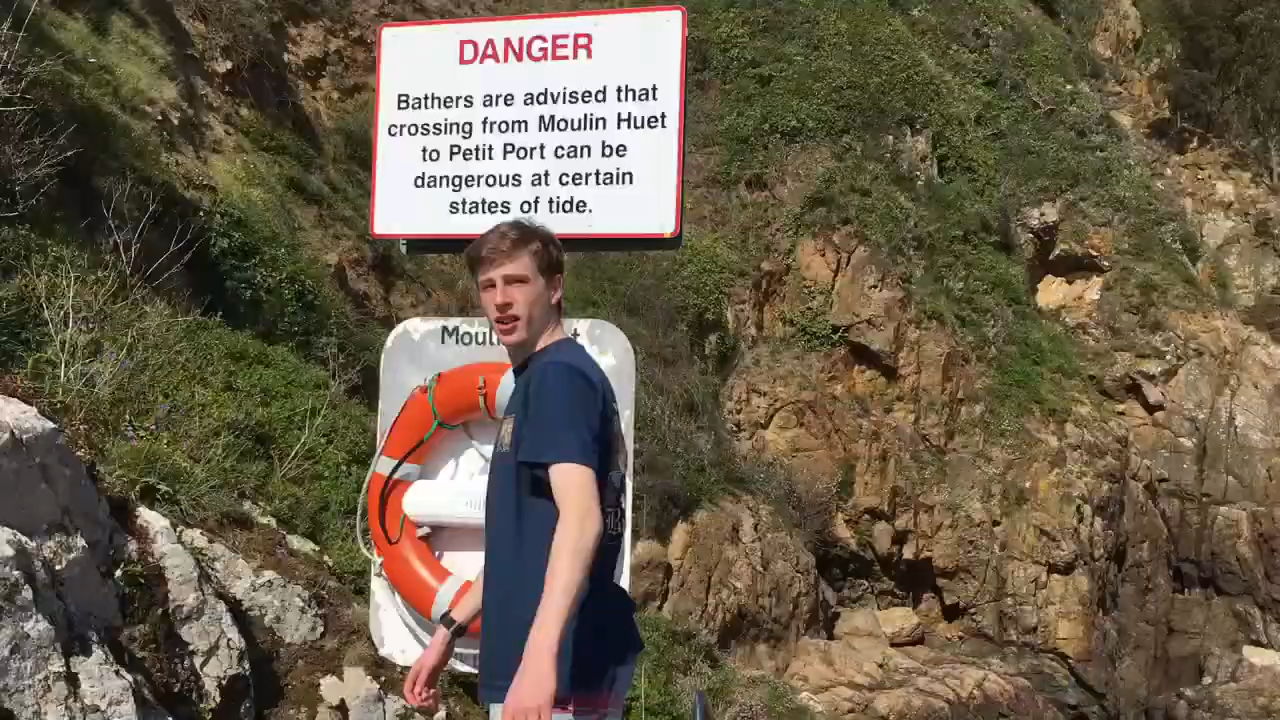 DANGER
Bathers are advised that
crossing from Moulin Huet
to Petit Port can be
dangerous at certain
states of tide.